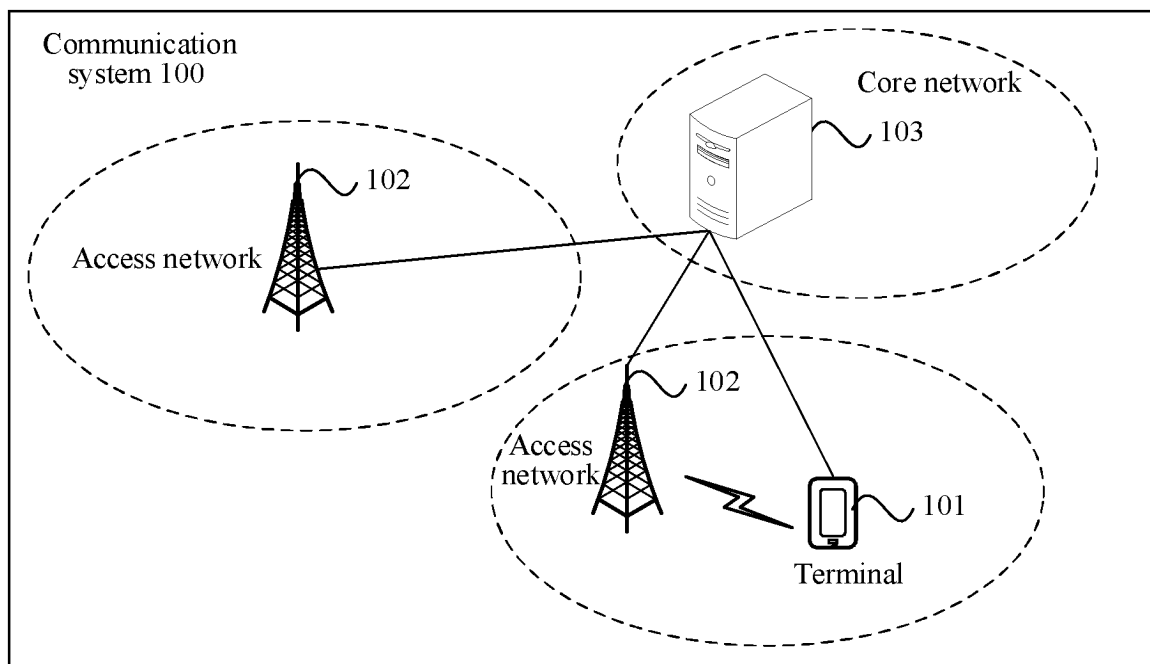 Communication
system 100
Core network
103
102
Access network
102
Access
network
101
Terminal